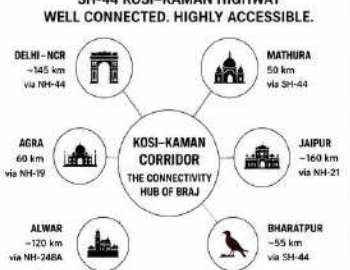 SH-44 KOSI-KAMAN HIGHWAY
WELL CONNECTED. HIGHLY ACCESSIBLE.
DELHI-NCR
~145 km
via NH-44
MATHURA
50 km
via SH-44
AGRA
60 km
via NH-19
KOSI–KAMAN
CORRIDOR
THE CONNECTIVITY
HUB OF BRAJ
JAIPUR
~160 km
via NH-21
ALWAR
~120 km
via NH-248A
BHARATPUR
~55 km
via SH-44